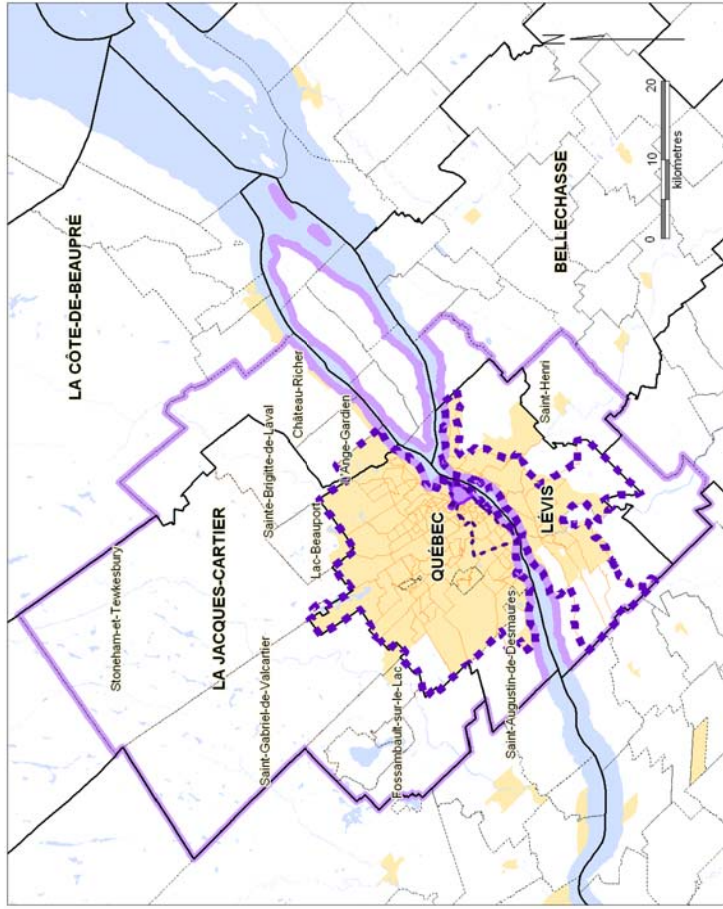 LA CÔTE-DE-BEAUPRÉ
Stoneham-et-Tewkesbury
LA JACQUES-CARTIER
Sainte-Brigitte-de-Laval
Château-Richer
Saint-Gabriel-de-Valcartier
Lac-Beauport
L'Ange-Gardien
Fossambault-sur-le-Lac
QUÉBEC
Saint-Augustin-de-Desmaures
LÉVIS
Saint-Henri
BELLECHASSE
0 10 20
kilometres